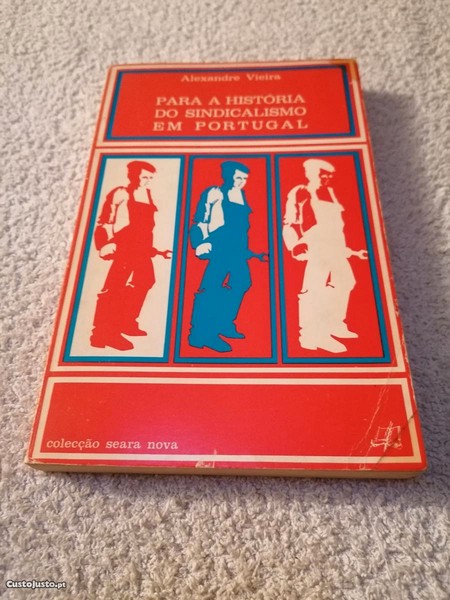 Alexandre Vieira
PARA A HISTÓRIA
DO SINDICALISMO
EM PORTUGAL
colecção seara nova
CustoJusto.pt